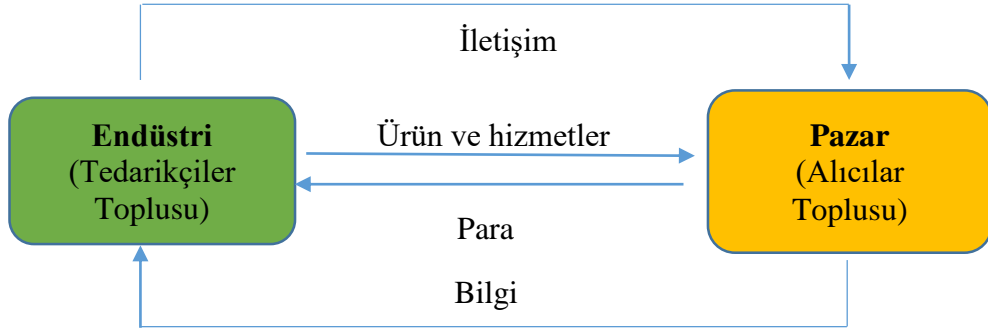 İletişim
Endüstri
(Tedarikçiler
Toplusu)
Ürün ve hizmetler
Para
Bilgi
Pazar
(Alıcılar
Toplusu)